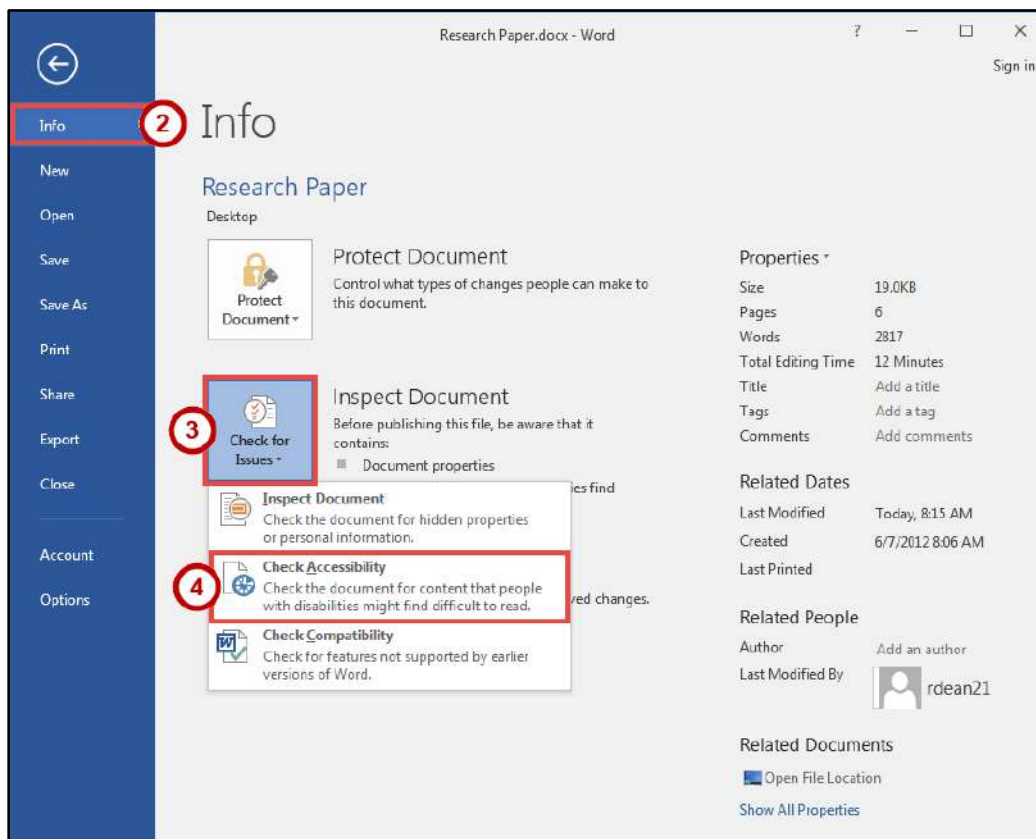 Research Paper.docx - Word
?
Sign in
Info
2
New
Open
Save
Save As
Print
Share
Export
Close
Account
Options
Info
Research Paper
Desktop
Protect
Document
Protect Document
Control what types of changes people can make to
this document.
3
Check for
Issues
Inspect Document
Before publishing this file, be aware that it
contains:
Document properties
ies find
Inspect Document
Check the document for hidden properties
or personal information.
4
Check Accessibility
Check the document for content that people
with disabilities might find difficult to read.
ved changes.
Check Compatibility
Check for features not supported by earlier
versions of Word.
Properties
Size 19.0KB
Pages 6
Words 2817
Total Editing Time 12 Minutes
Title Add a title
Tags Add a tag
Comments Add comments
Related Dates
Last Modified Today, 8:15 AM
Created 6/7/2012 8:06 AM
Last Printed
Related People
Author Add an author
Last Modified By rdean21
Related Documents
Open File Location
Show All Properties